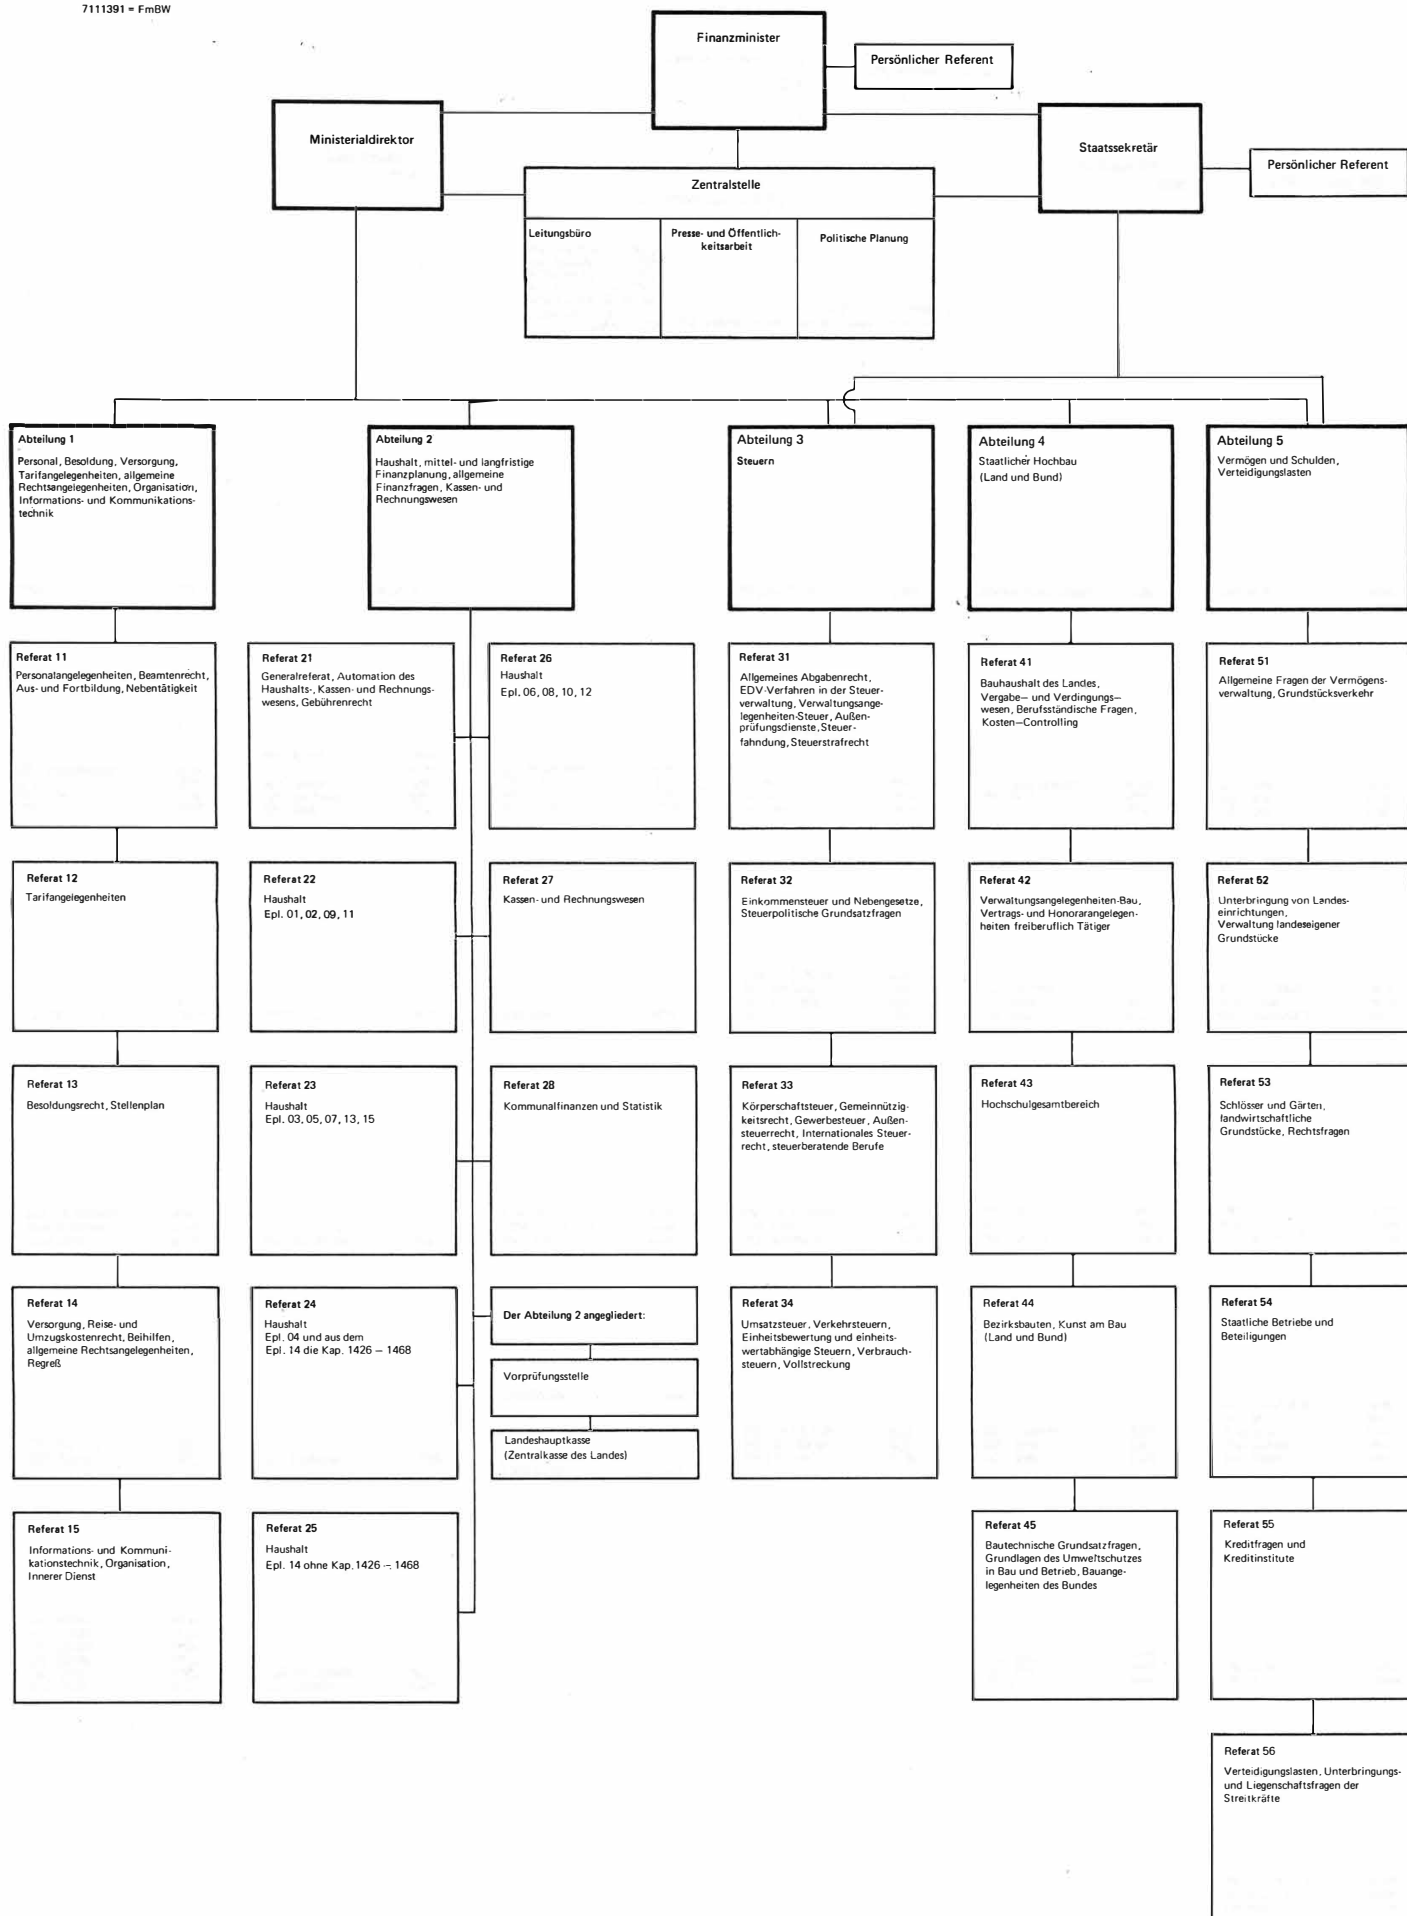 7111391 = FmBW
Finanzminister
Persönlicher Referent
Ministerialdirektor
Staatssekretär
Persönlicher Referent
Zentralstelle
Leitungsbüro
Presse- und Öffentlich-
keitsarbeit
Politische Planung
Abteilung 1
Personal, Besoldung, Versorgung,
Tarifangelegenheiten, allgemeine
Rechtsangelegenheiten, Organisation,
Informations- und Kommunikations-
technik
Abteilung 2
Haushalt, mittel- und langfristige
Finanzplanung, allgemeine
Finanzfragen, Kassen- und
Rechnungswesen
Abteilung 3
Steuern
Abteilung 4
Staatlicher Hochbau
(Land und Bund)
Abteilung 5
Vermögen und Schulden,
Verteidigungslasten
Referat 11
Personalangelegenheiten, Beamtenrecht,
Aus- und Fortbildung, Nebentätigkeit
Referat 21
Generalreferat, Automation des
Haushalts-, Kassen- und Rechnungs-
wesens, Gebührenrecht
Referat 26
Haushalt
Epl. 06, 08, 10, 12
Referat 31
Allgemeines Abgabenrecht,
EDV-Verfahren in der Steuer-
verwaltung, Verwaltungsange-
legenheiten-Steuer, Außen-
prüfungsdienste, Steuer-
fahndung, Steuerstrafrecht
Referat 41
Bauhaushalt des Landes,
Vergabe– und Verdingungs–
wesen, Berufsständische Fragen,
Kosten–Controlling
Referat 51
Allgemeine Fragen der Vermögens-
verwaltung, Grundstücksverkehr
Referat 12
Tarifangelegenheiten
Referat 22
Haushalt
Epl. 01, 02, 09, 11
Referat 27
Kassen- und Rechnungswesen
Referat 32
Einkommensteuer und Nebengesetze,
Steuerpolitische Grundsatzfragen
Referat 42
Verwaltungsangelegenheiten-Bau,
Vertrags- und Honorarangelegen-
heiten freiberuflich Tätiger
Referat 52
Unterbringung von Landes-
einrichtungen,
Verwaltung landeseigener
Grundstücke
Referat 13
Besoldungsrecht, Stellenplan
Referat 23
Haushalt
Epl. 03, 05, 07, 13, 15
Referat 28
Kommunalfinanzen und Statistik
Referat 33
Körperschaftsteuer, Gemeinnützig-
keitsrecht, Gewerbesteuer, Außen-
steuerrecht, Internationales Steuer-
recht, steuerberatende Berufe
Referat 43
Hochschulgesamtbereich
Referat 53
Schlösser und Gärten,
landwirtschaftliche
Grundstücke, Rechtsfragen
Referat 14
Versorgung, Reise- und
Umzugskostenrecht, Beihilfen,
allgemeine Rechtsangelegenheiten,
Regreß
Referat 24
Haushalt
Epl. 04 und aus dem
Epl. 14 die Kap. 1426 – 1468
Der Abteilung 2 angegliedert:
Vorprüfungsstelle
Landeshauptkasse
(Zentralkasse des Landes)
Referat 34
Umsatzsteuer, Verkehrsteuern,
Einheitsbewertung und einheits-
wertabhängige Steuern, Verbrauch-
steuern, Vollstreckung
Referat 44
Bezirksbauten, Kunst am Bau
(Land und Bund)
Referat 54
Staatliche Betriebe und
Beteiligungen
Referat 15
Informations- und Kommuni-
kationstechnik, Organisation,
Innerer Dienst
Referat 25
Haushalt
Epl. 14 ohne Kap. 1426 – 1468
Referat 45
Bautechnische Grundsatzfragen,
Grundlagen des Umweltschutzes
in Bau und Betrieb, Bauange-
legenheiten des Bundes
Referat 55
Kreditfragen und
Kreditinstitute
Referat 56
Verteidigungslasten, Unterbringungs-
und Liegenschaftsfragen der
Streitkräfte